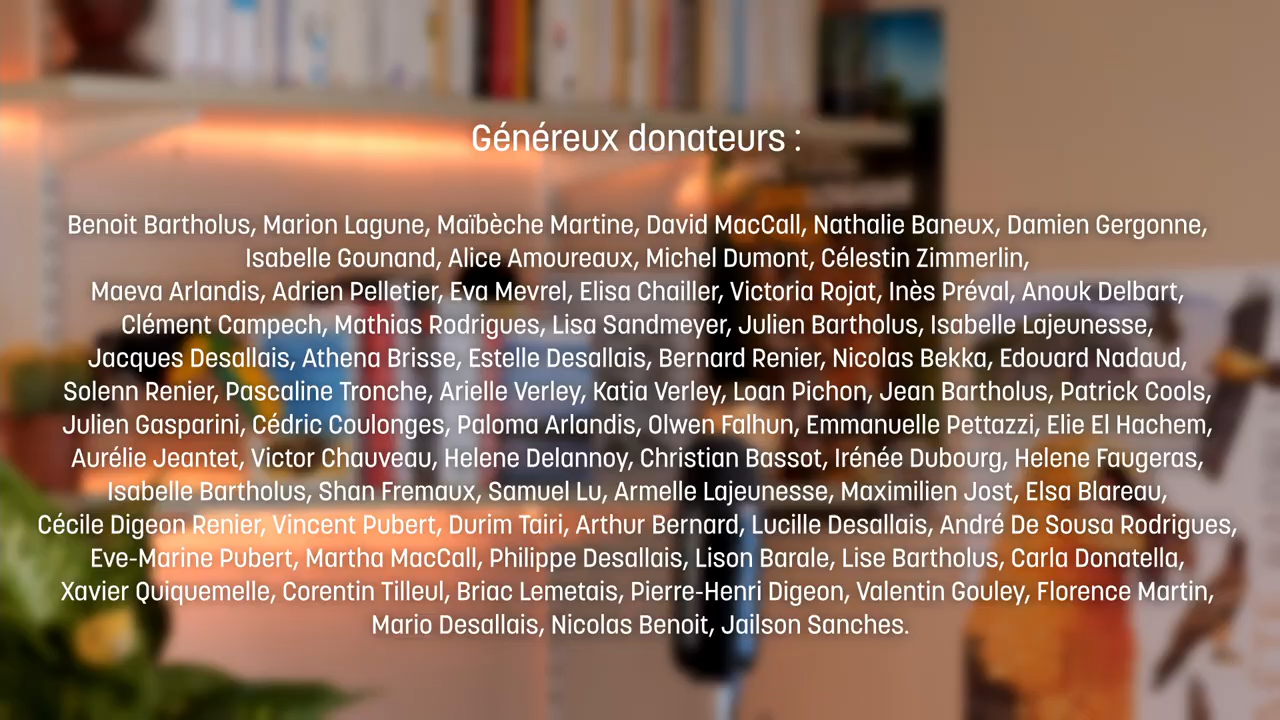 Généreux donateurs :
Benoit Bartholus, Marion Lagune, Maïbèche Martine, David MacCall, Nathalie Baneux, Damien Gergonne,
Isabelle Gounand, Alice Amoureaux, Michel Dumont, Célestin Zimmerlin,
Maeva Arlandis, Adrien Pelletier, Eva Mevrel, Elisa Chailler, Victoria Rojat, Inès Préval, Anouk Delbart,
Clément Campech, Mathias Rodrigues, Lisa Sandmeyer, Julien Bartholus, Isabelle Lajeunesse,
Jacques Desallais, Athena Brisse, Estelle Desallais, Bernard Renier, Nicolas Bekka, Edouard Nadaud,
Solenn Renier, Pascaline Tronche, Arielle Verley, Katia Verley, Loan Pichon, Jean Bartholus, Patrick Cools,
Julien Gasparini, Cédric Coulonges, Paloma Arlandis, Olwen Falhun, Emmanuelle Pettazzi, Elie El Hachem,
Aurélie Jeantet, Victor Chauveau, Helene Delannoy, Christian Bassot, Irénée Dubourg, Helene Faugeras,
Isabelle Bartholus, Shan Fremaux, Samuel Lu, Armelle Lajeunesse, Maximilien Jost, Elsa Blareau,
Cécile Digeon Renier, Vincent Pubert, Durim Tairi, Arthur Bernard, Lucille Desallais, André De Sousa Rodrigues,
Eve-Marine Pubert, Martha MacCall, Philippe Desallais, Lison Barale, Lise Bartholus, Carla Donatella,
Xavier Quiquemelle, Corentin Tilleul, Briac Lemetais, Pierre-Henri Digeon, Valentin Gouley, Florence Martin,
Mario Desallais, Nicolas Benoit, Jailson Sanches.